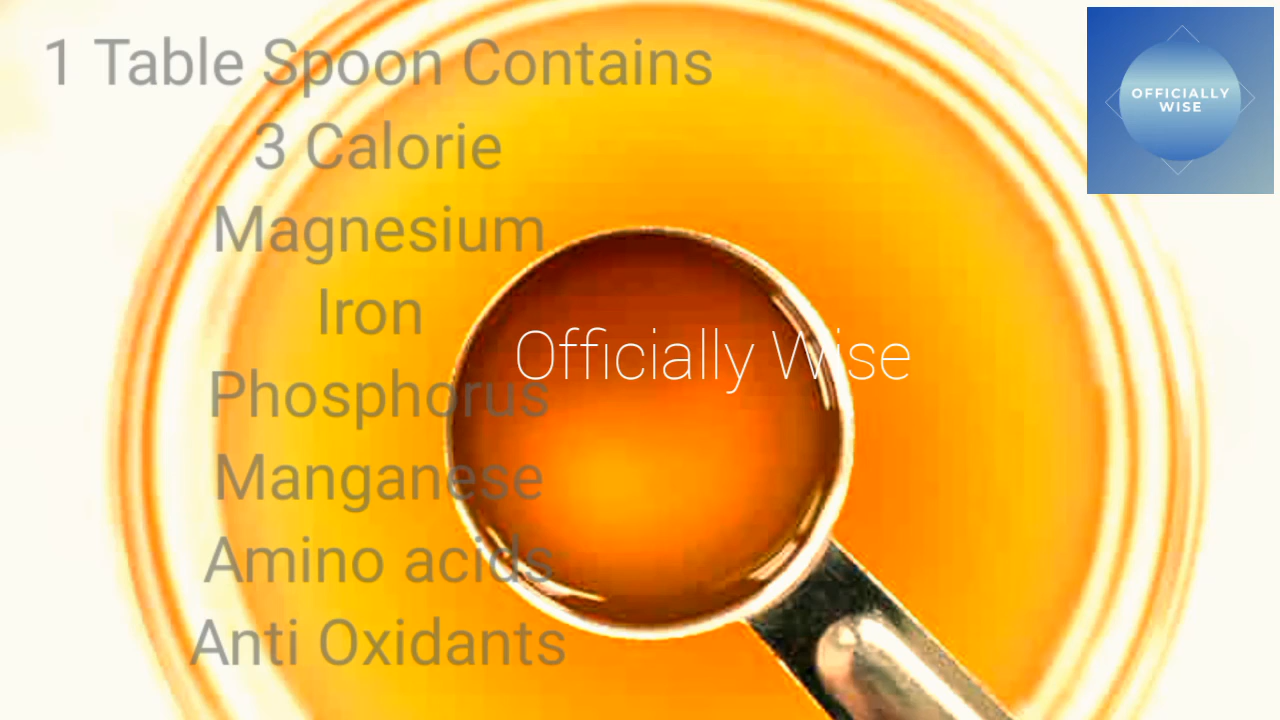 1 Table Spoon Contains
3 Calorie
Magnesium
Iron
Phosphorus
Manganese
Amino acids
Anti Oxidants
Officially Wise
OFFICIALLY
WISE